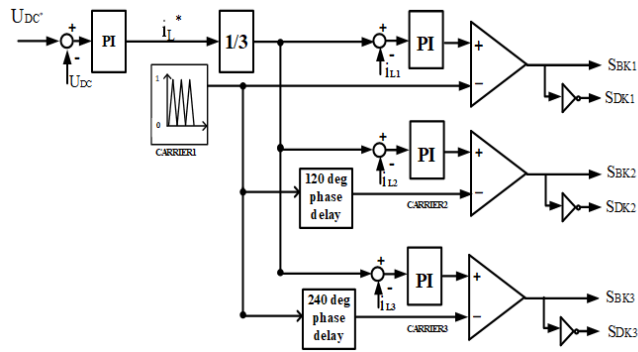 UDC*
+
-
UDC
PI
iL*
1/3
+
-
iL1
PI
+
-
SBK1
SDK1
1
0
CARRIER1
+
-
iL2
PI
+
-
SBK2
SDK2
120 deg
phase
delay
CARRIER2
+
-
iL3
PI
+
-
SBK3
SDK3
240 deg
phase
delay
CARRIER3